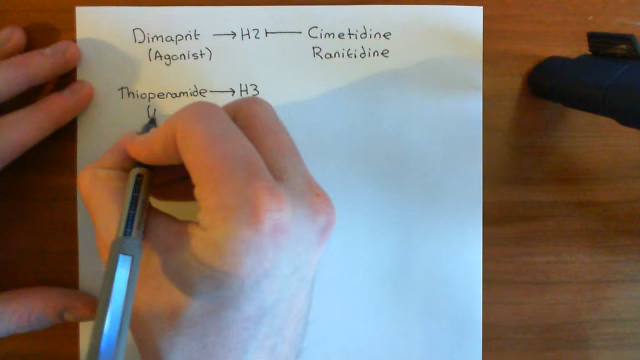 Dimaprit → H2 ⊢ Cimetidine
(Agonist) Ranitidine
Thioperamide → H3
(